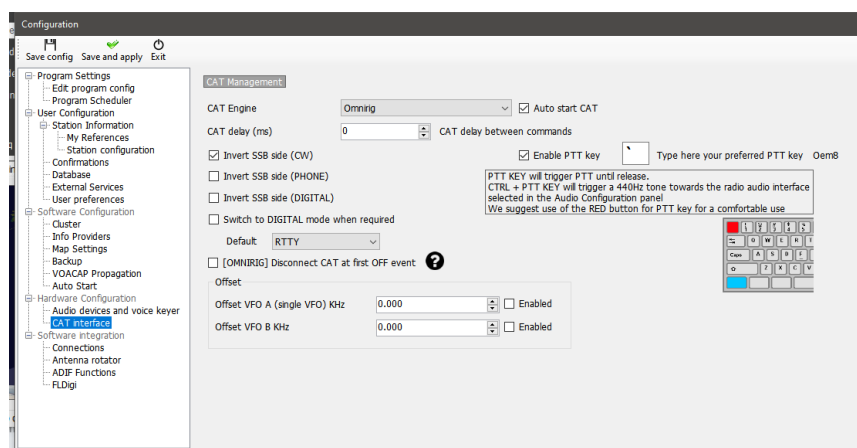 Configuration
Save config Save and apply Exit
Program Settings
Edit program config
Program Scheduler
User Configuration
Station Information
My References
Station configuration
Confirmations
Database
External Services
User preferences
Software Configuration
Cluster
Info Providers
Map Settings
Backup
VOACAP Propagation
Auto Start
Hardware Configuration
Audio devices and voice keyer
CAT interface
Software integration
Connections
Antenna rotator
ADIF Functions
FLDigi
CAT Management
CAT Engine Omnirig Auto start CAT
CAT delay (ms) 0 CAT delay between commands
Invert SSB side (CW) Enable PTT key ` Type here your preferred PTT key Oem8
Invert SSB side (PHONE)
Invert SSB side (DIGITAL)
Switch to DIGITAL mode when required
Default RTTY
[OMNIRIG] Disconnect CAT at first OFF event ?
PTT KEY will trigger PTT until release.
CTRL + PTT KEY will trigger a 440Hz tone towards the radio audio interface
selected in the Audio Configuration panel
We suggest use of the RED button for PTT key for a comfortable use
Caps A S D F
Z X C V
Offset
Offset VFO A (single VFO) KHz 0.000 Enabled
Offset VFO B KHz 0.000 Enabled